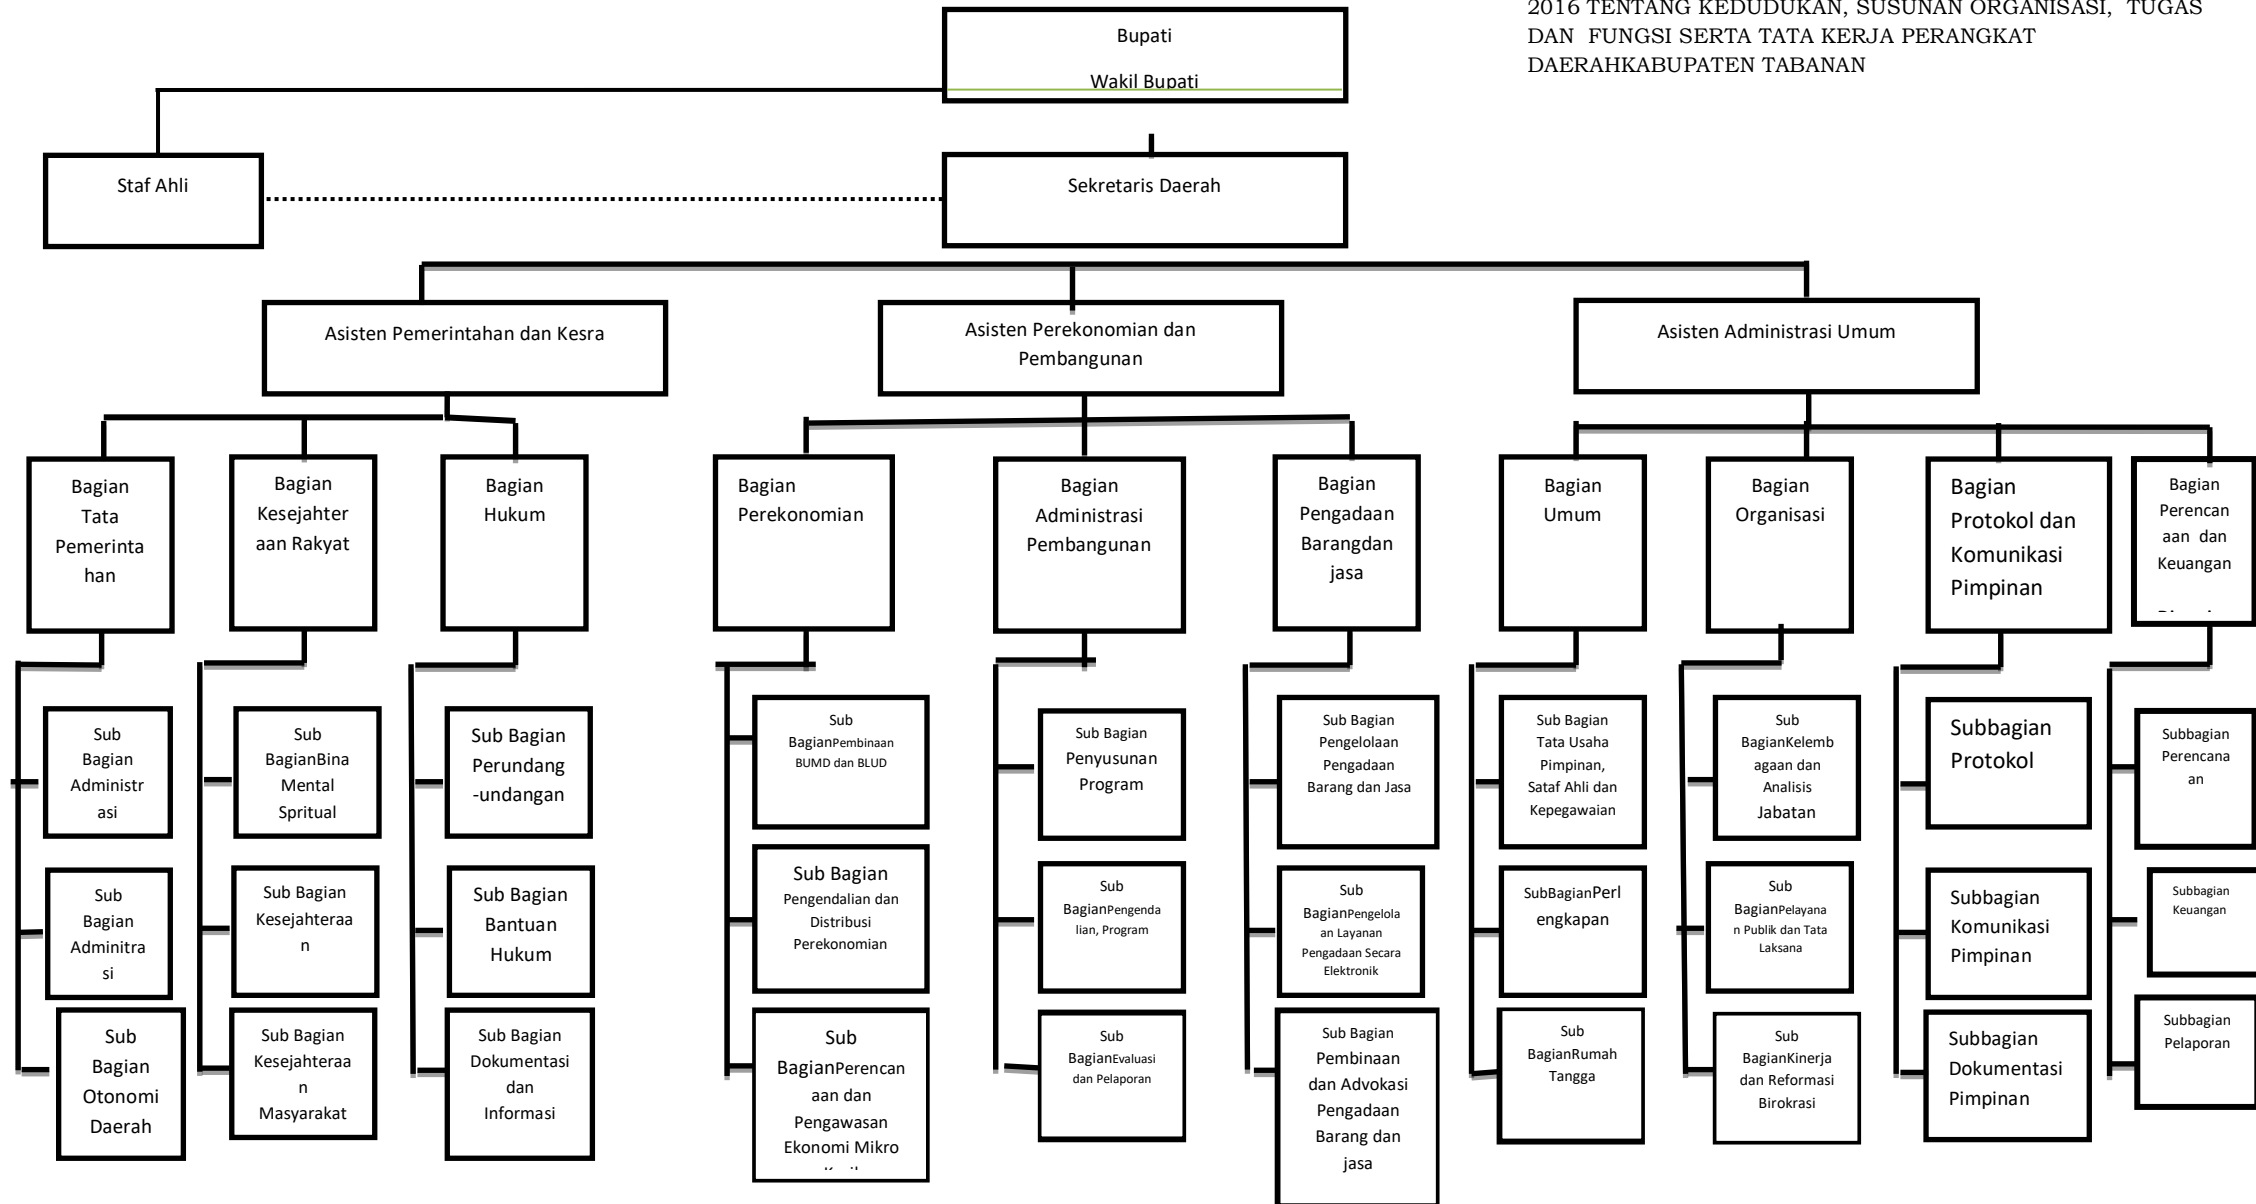 2016 TENTANG KEDUDUKAN, SUSUNAN ORGANISASI, TUGAS
DAN FUNGSI SERTA TATA KERJA PERANGKAT
DAERAHKABUPATEN TABANAN
Bupati
Wakil Bupati
Staf Ahli
Sekretaris Daerah
Asisten Pemerintahan dan Kesra
Asisten Perekonomian dan
Pembangunan
Asisten Administrasi Umum
Bagian
Tata
Pemerinta
han
Bagian
Kesejahter
aan Rakyat
Bagian
Hukum
Bagian
Perekonomian
Bagian
Administrasi
Pembangunan
Bagian
Pengadaan
Barangdan
jasa
Bagian
Umum
Bagian
Organisasi
Bagian
Protokol dan
Komunikasi
Pimpinan
Bagian
Perencan
aan dan
Keuangan
Sub
Bagian
Administr
asi
Sub
BagianBina
Mental
Spritual
Sub Bagian
Perundang
-undangan
Sub
BagianPembinaan
BUMD dan BLUD
Sub Bagian
Penyusunan
Program
Sub Bagian
Pengelolaan
Pengadaan
Barang dan Jasa
Sub Bagian
Tata Usaha
Pimpinan,
Sataf Ahli dan
Kepegawaian
Sub
BagianKelemb
agaan dan
Analisis
Jabatan
Subbagian
Protokol
Subbagian
Perencana
an
Sub
Bagian
Adminitra
si
Sub Bagian
Kesejahteraa
n
Sub Bagian
Bantuan
Hukum
Sub Bagian
Pengendalian dan
Distribusi
Perekonomian
Sub
BagianPengenda
lian, Program
Sub
BagianPengelola
an Layanan
Pengadaan Secara
Elektronik
SubBagianPerl
engkapan
Sub
BagianPelayana
n Publik dan Tata
Laksana
Subbagian
Komunikasi
Pimpinan
Subbagian
Keuangan
Sub
Bagian
Otonomi
Daerah
Sub Bagian
Kesejahteraa
n
Masyarakat
Sub Bagian
Dokumentasi
dan
Informasi
Sub
BagianPerencan
aan dan
Pengawasan
Ekonomi Mikro
Sub
BagianEvaluasi
dan Pelaporan
Sub Bagian
Pembinaan
dan Advokasi
Pengadaan
Barang dan
jasa
Sub
BagianRumah
Tangga
Sub
BagianKinerja
dan Reformasi
Birokrasi
Subbagian
Dokumentasi
Pimpinan
Subbagian
Pelaporan